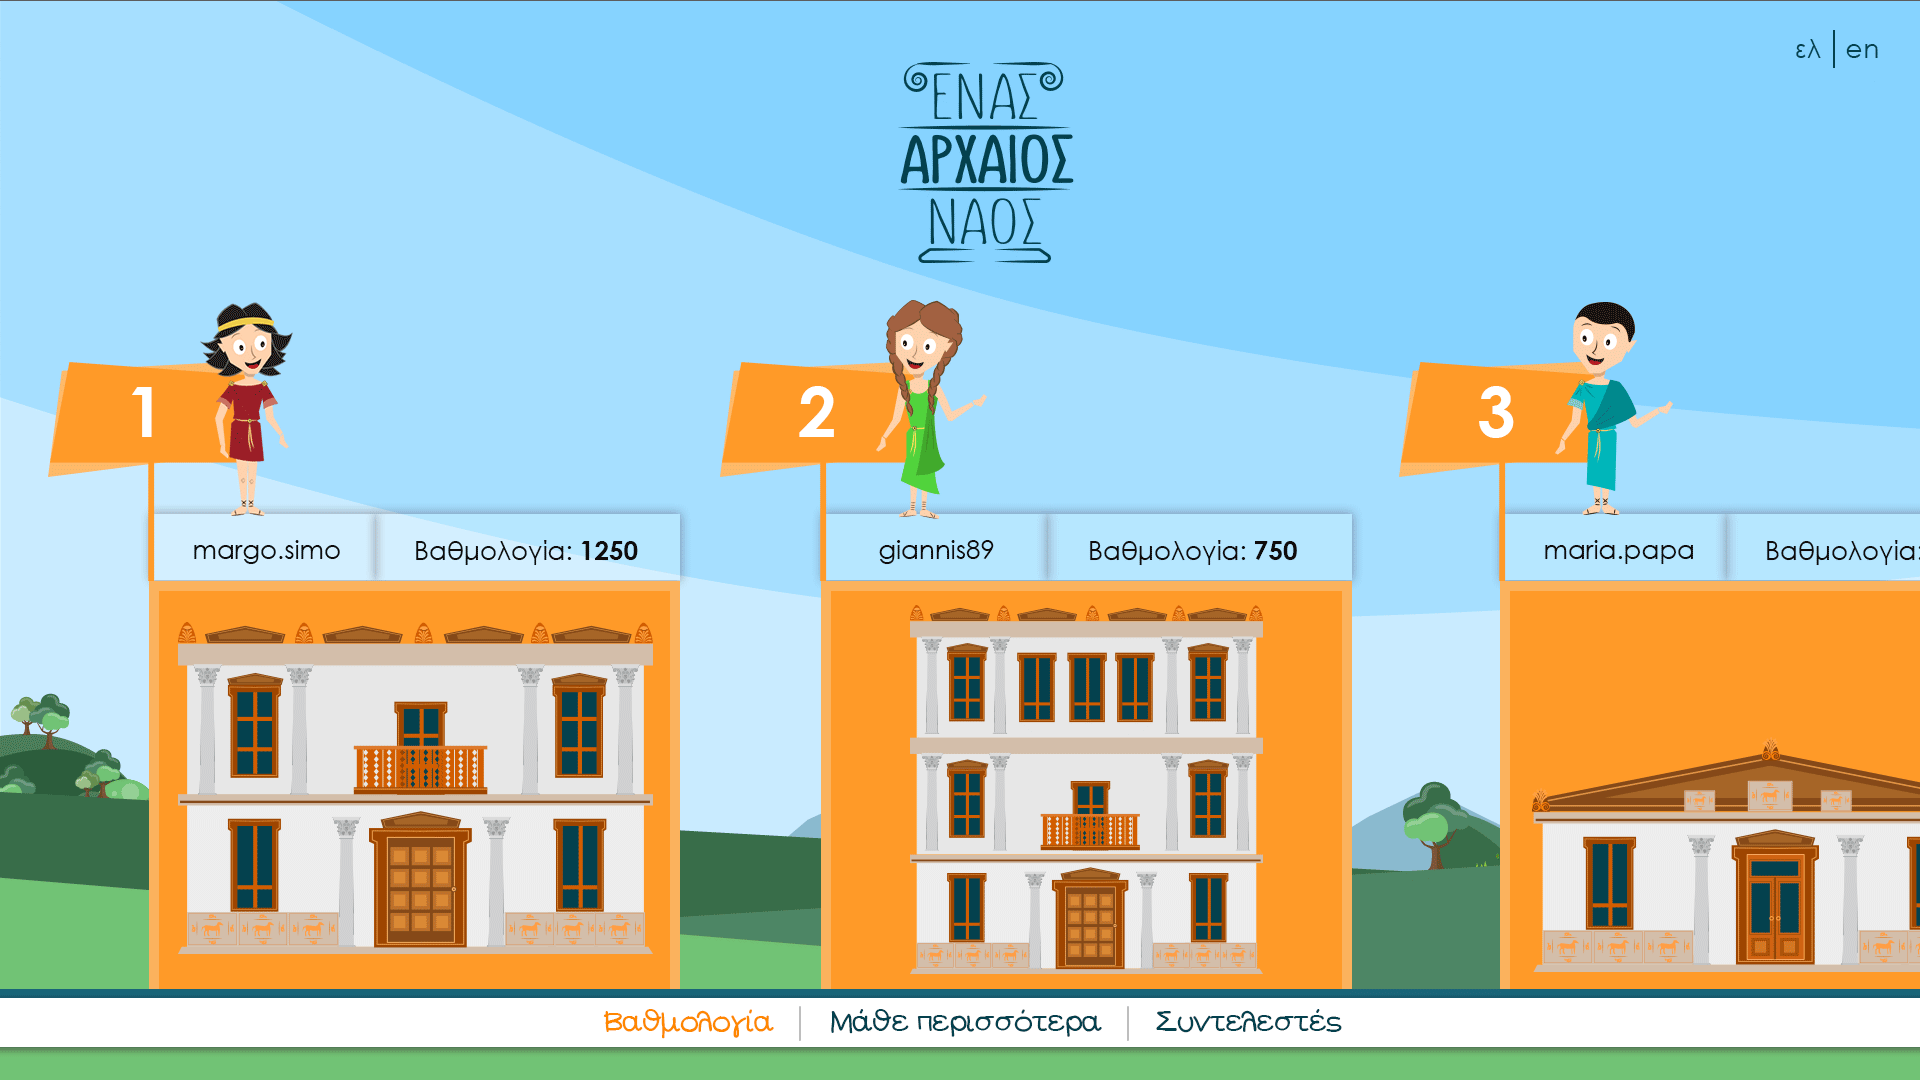 ελ | en
ΕΝΑΣ
ΑΡΧΑΙΟΣ
ΝΑΟΣ
1
2
3
margo.simo
Βαθμολογία: 1250
giannis89
Βαθμολογία: 750
maria.papa
Βαθμολογία:
Βαθμολογία | Μάθε περισσότερα | Συντελεστές